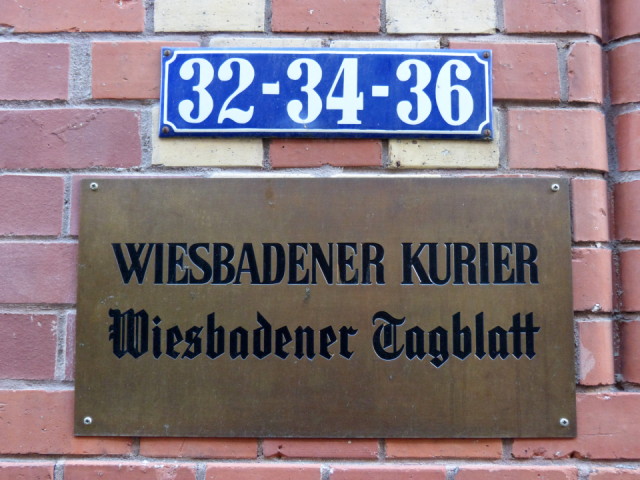 32-34-36
WIESBADENER KURIER
Wiesbadener Tagblatt